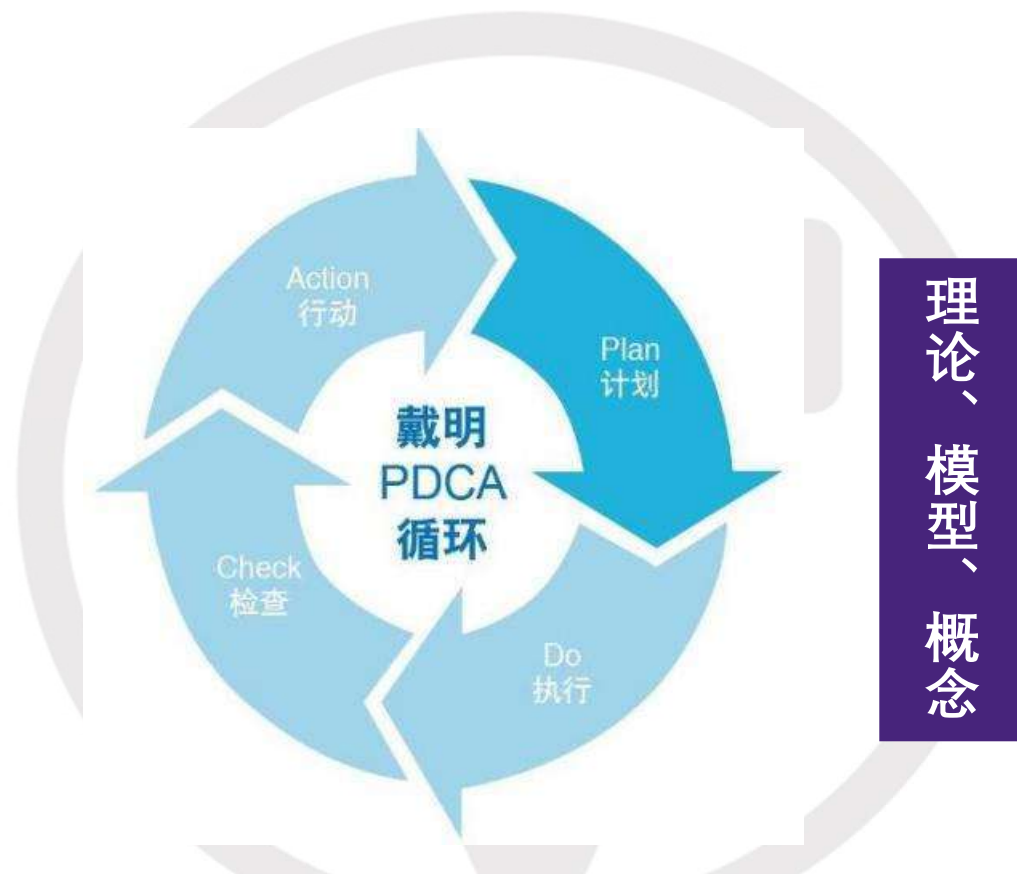 Action
行动
Plan
计划
戴明
PDCA
循环
Check
检查
Do
执行
理论、模型、概念